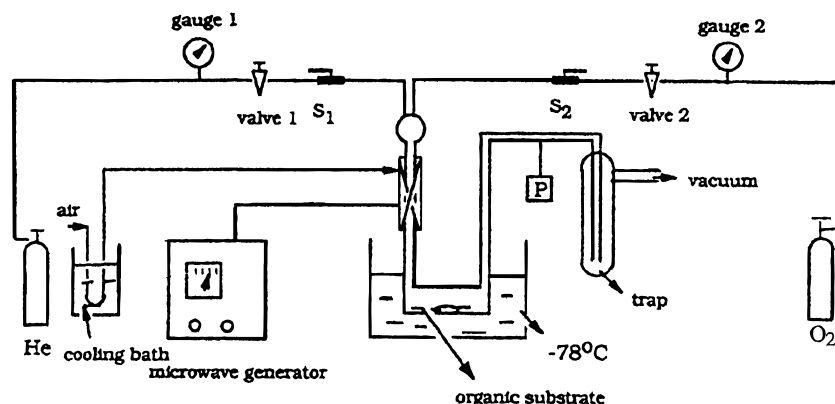 gauge 1
gauge 2
valve 1
S1
S2
valve 2
P
vacuum
air
trap
He
cooling bath
-78°C
O2
microwave generator
organic substrate